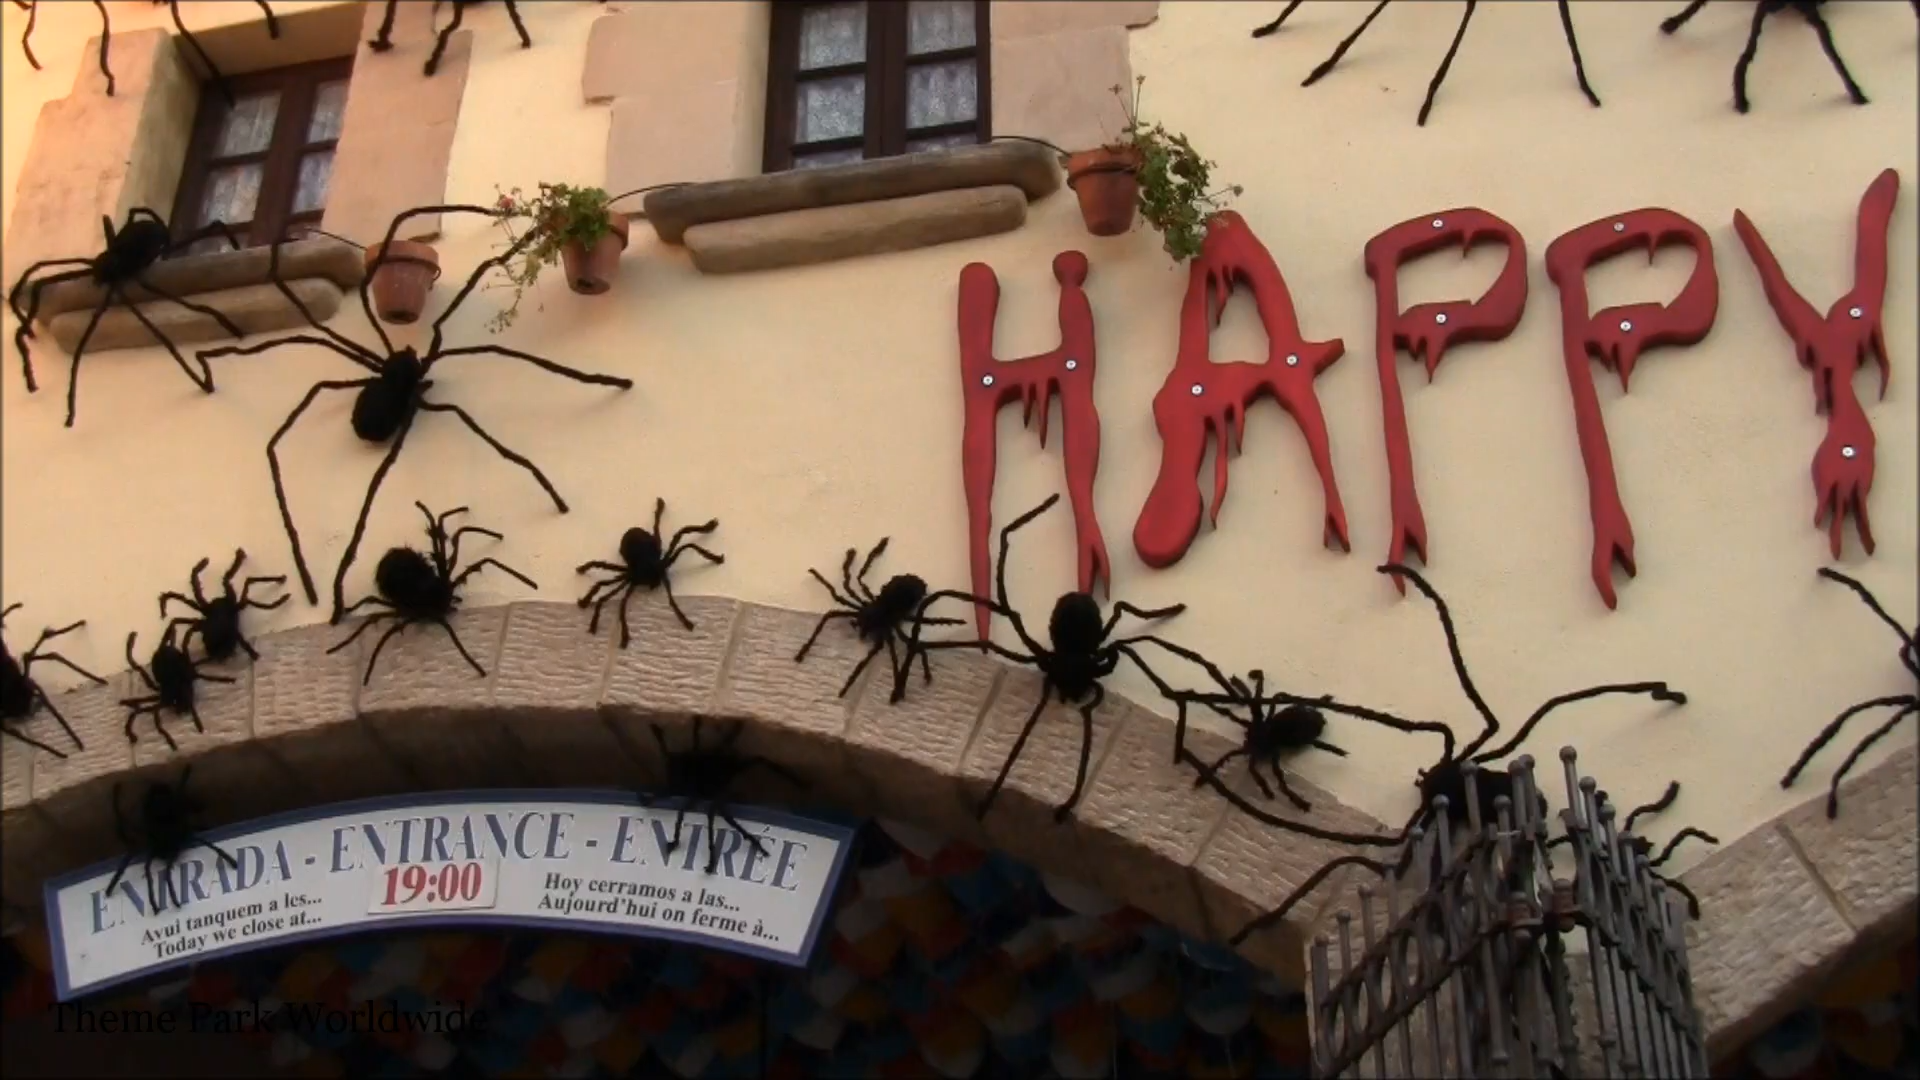 HAPPY
ENTRADA - ENTRANCE - ENTRÉE
19:00
Avui tanquem a les...
Today we close at...
Hoy cerramos a las...
Aujourd'hui on ferme à...
Theme Park Worldwide